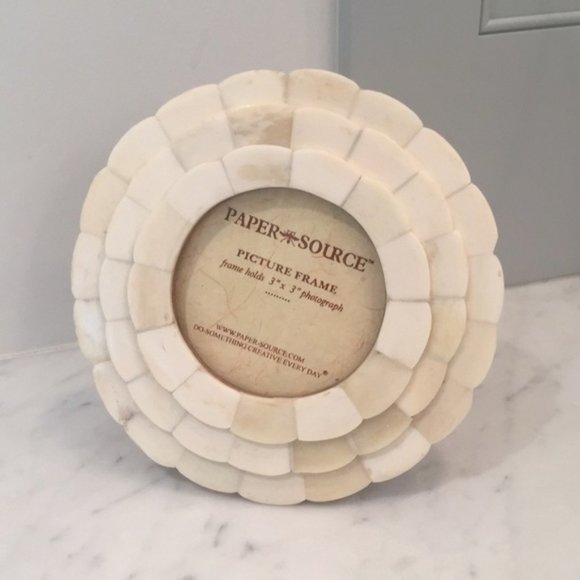 PAPER SOURCE™
PICTURE FRAME
frame holds 3" x 3" photograph
WWW.PAPER-SOURCE.COM
DO·SOMETHING CREATIVE EVERY DAY®